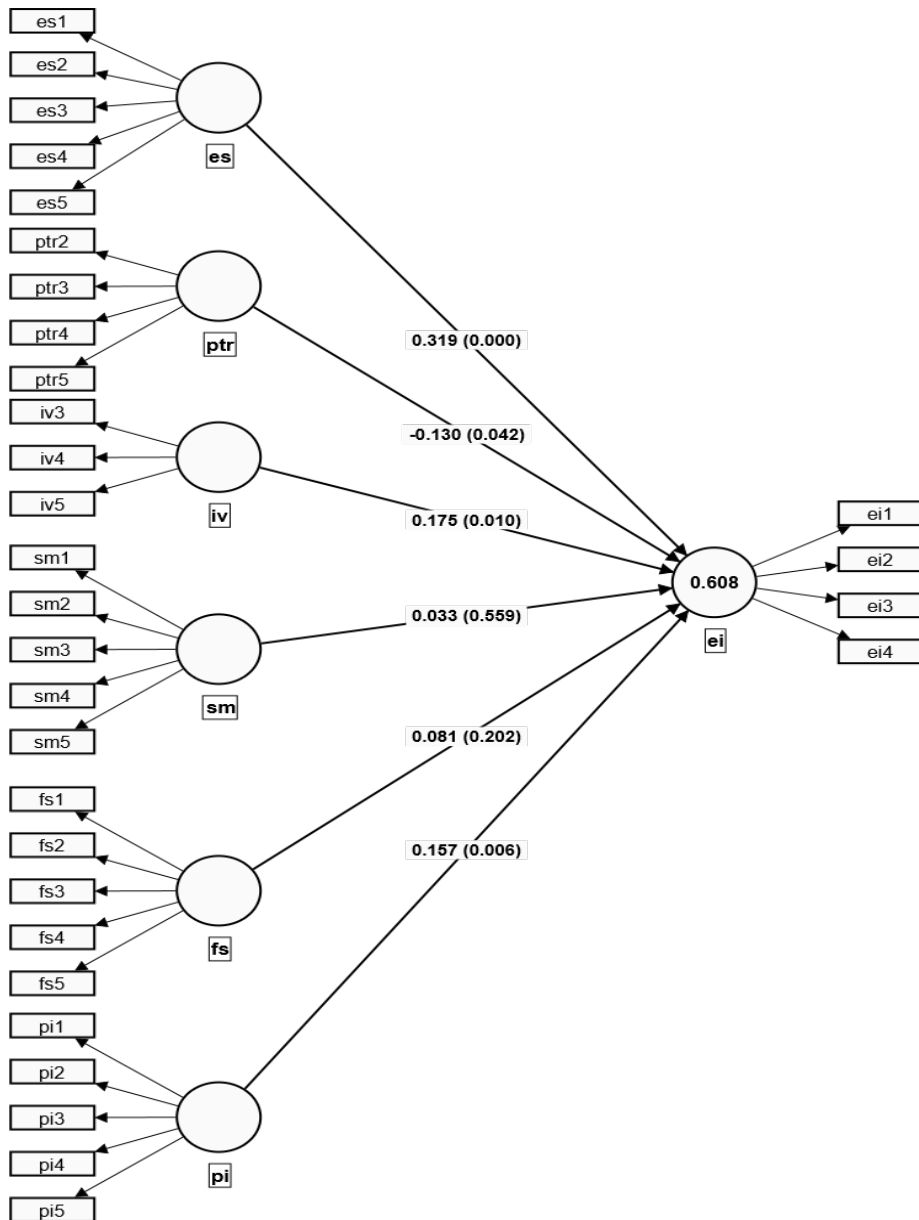 es1
es2
es3
es4
es5
es
ptr2
ptr3
ptr4
ptr5
ptr
iv3
iv4
iv5
iv
sm1
sm2
sm3
sm4
sm5
sm
fs1
fs2
fs3
fs4
fs5
fs
pi1
pi2
pi3
pi4
pi5
pi
0.319 (0.000)
-0.130 (0.042)
0.175 (0.010)
0.033 (0.559)
0.081 (0.202)
0.157 (0.006)
0.608
ei
ei1
ei2
ei3
ei4